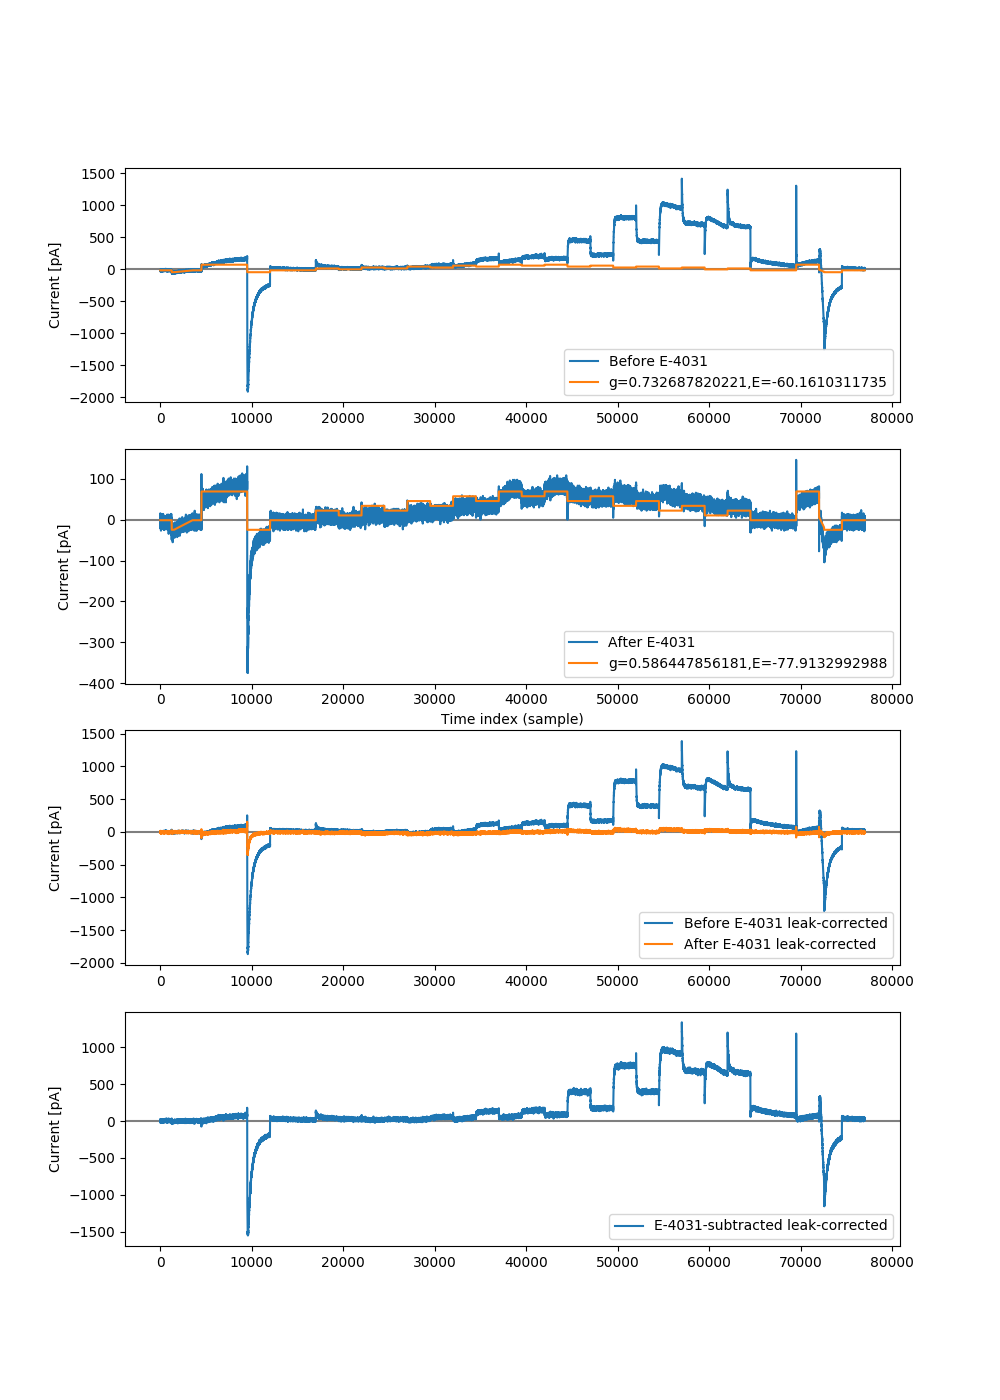 1500
1000
500
0
−500
−1000
−1500
−2000
Current [pA]
Before E-4031
g=0.732687820221,E=-60.1610311735
0 10000 20000 30000 40000 50000 60000 70000 80000
100
0
−100
−200
−300
−400
Current [pA]
After E-4031
g=0.586447856181,E=-77.9132992988
0 10000 20000 30000 40000 50000 60000 70000 80000
Time index (sample)
1500
1000
500
0
−500
−1000
−1500
−2000
Current [pA]
Before E-4031 leak-corrected
After E-4031 leak-corrected
0 10000 20000 30000 40000 50000 60000 70000 80000
1000
500
0
−500
−1000
−1500
Current [pA]
E-4031-subtracted leak-corrected
0 10000 20000 30000 40000 50000 60000 70000 80000